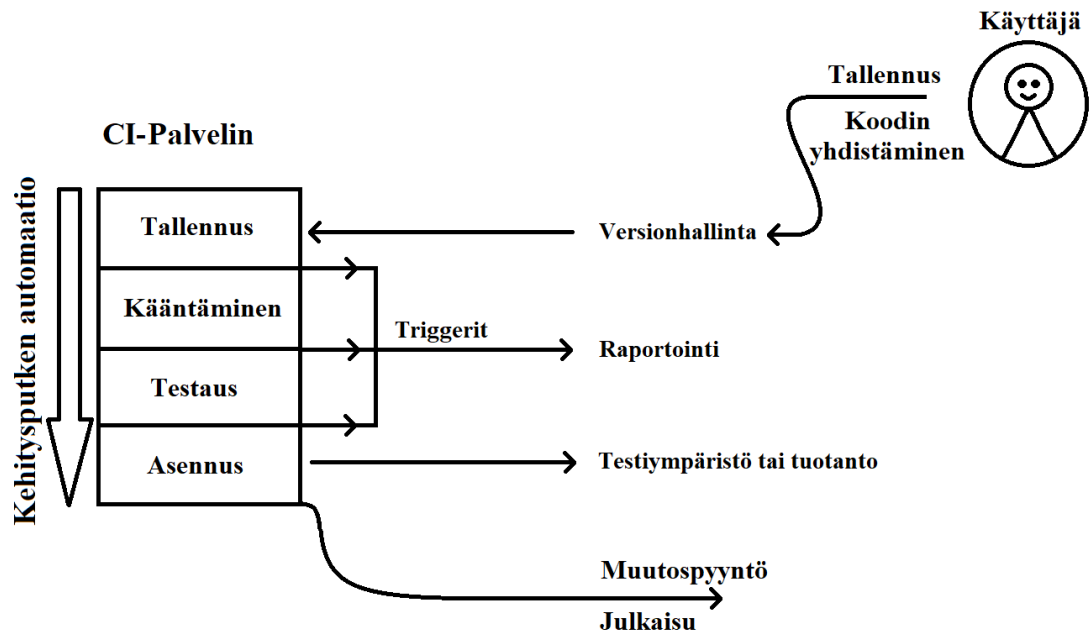 Käyttäjä
Tallennus
Koodin
yhdistäminen
CI-Palvelin
Kehitysputken automaatio
Tallennus
Versionhallinta
Kääntäminen
Triggerit
Raportointi
Testaus
Asennus
Testiympäristö tai tuotanto
Muutospyyntö
Julkaisu